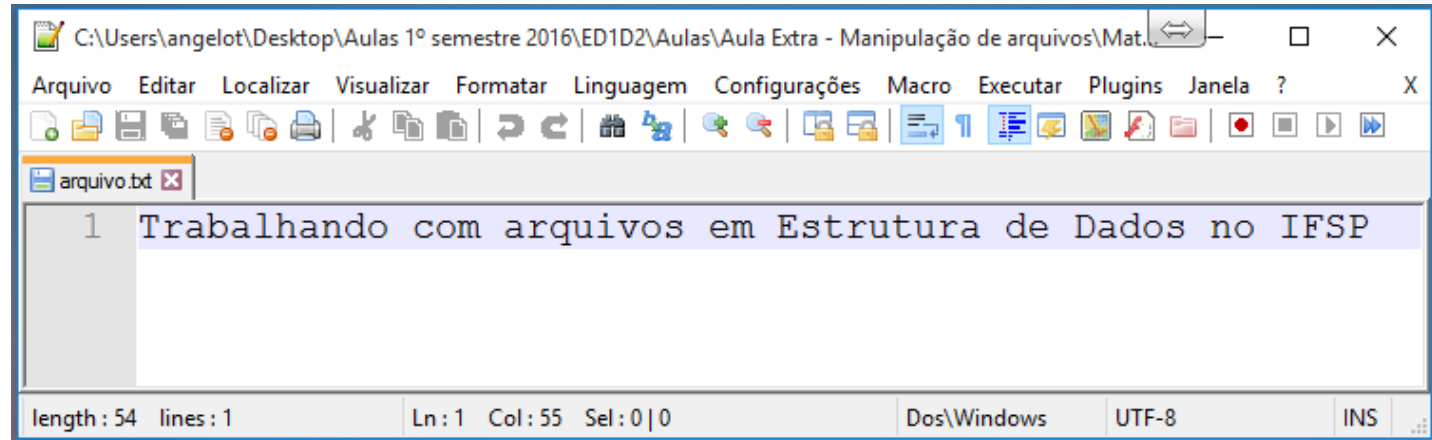 C:\Users\angelot\Desktop\Aulas 1º semestre 2016\ED1D2\Aulas\Aula Extra - Manipulação de arquivos\Mat...
Arquivo Editar Localizar Visualizar Formatar Linguagem Configurações Macro Executar Plugins Janela ? X
arquivo.txt
1 Trabalhando com arquivos em Estrutura de Dados no IFSP
length : 54 lines : 1 Ln : 1 Col : 55 Sel : 0 | 0 Dos\Windows UTF-8 INS